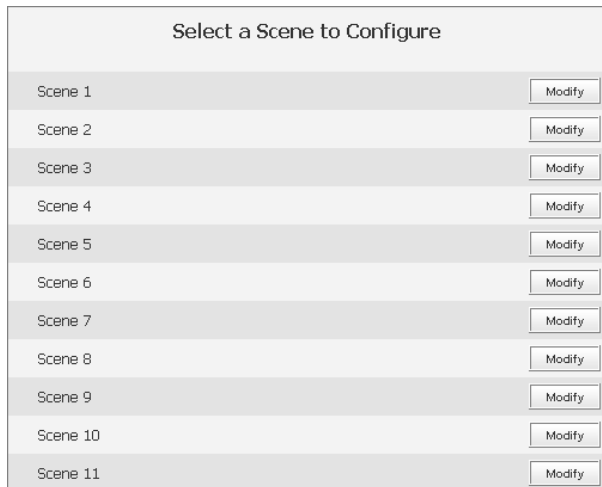 Select a Scene to Configure
Scene 1 Modify
Scene 2 Modify
Scene 3 Modify
Scene 4 Modify
Scene 5 Modify
Scene 6 Modify
Scene 7 Modify
Scene 8 Modify
Scene 9 Modify
Scene 10 Modify
Scene 11 Modify